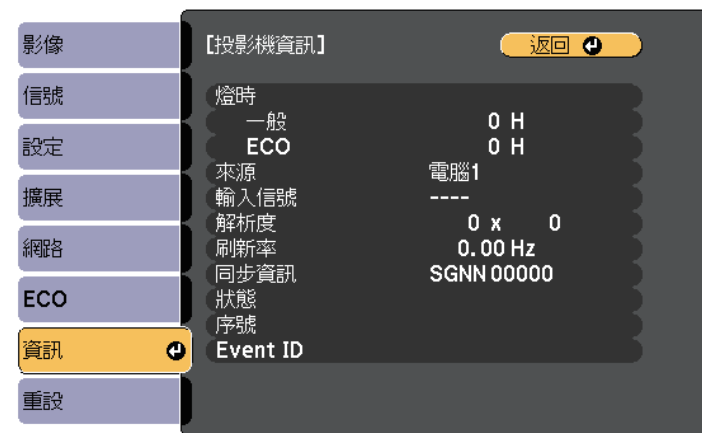 影像
信號
設定
擴展
網路
ECO
資訊
重設
[投影機資訊]
返回
燈時
一般 0 H
ECO 0 H
來源 電腦1
輸入信號 ----
解析度 0 x 0
刷新率 0.00 Hz
同步資訊 SGNN 00000
狀態
序號
Event ID